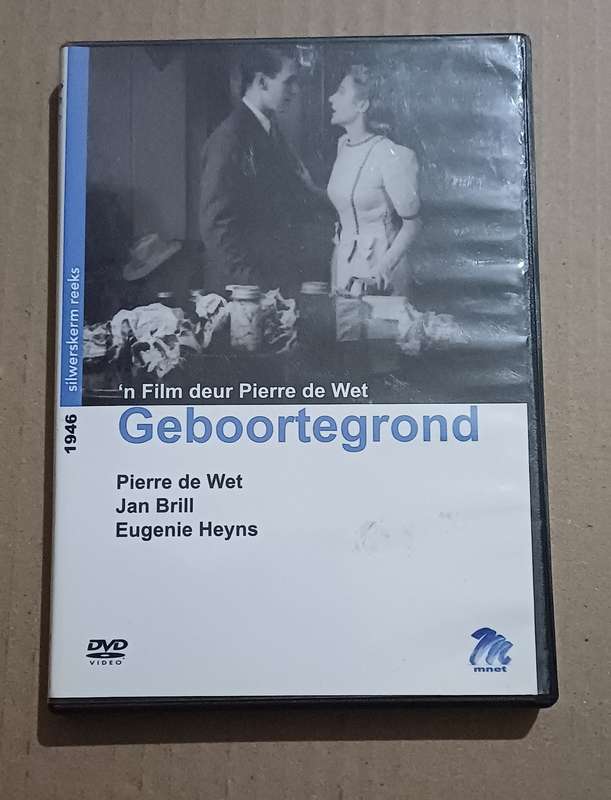 'n Film deur Pierre de Wet
Geboortegrond
1946
silwerskerm reeks
Pierre de Wet
Jan Brill
Eugenie Heyns
DVD
VIDEO
mnet